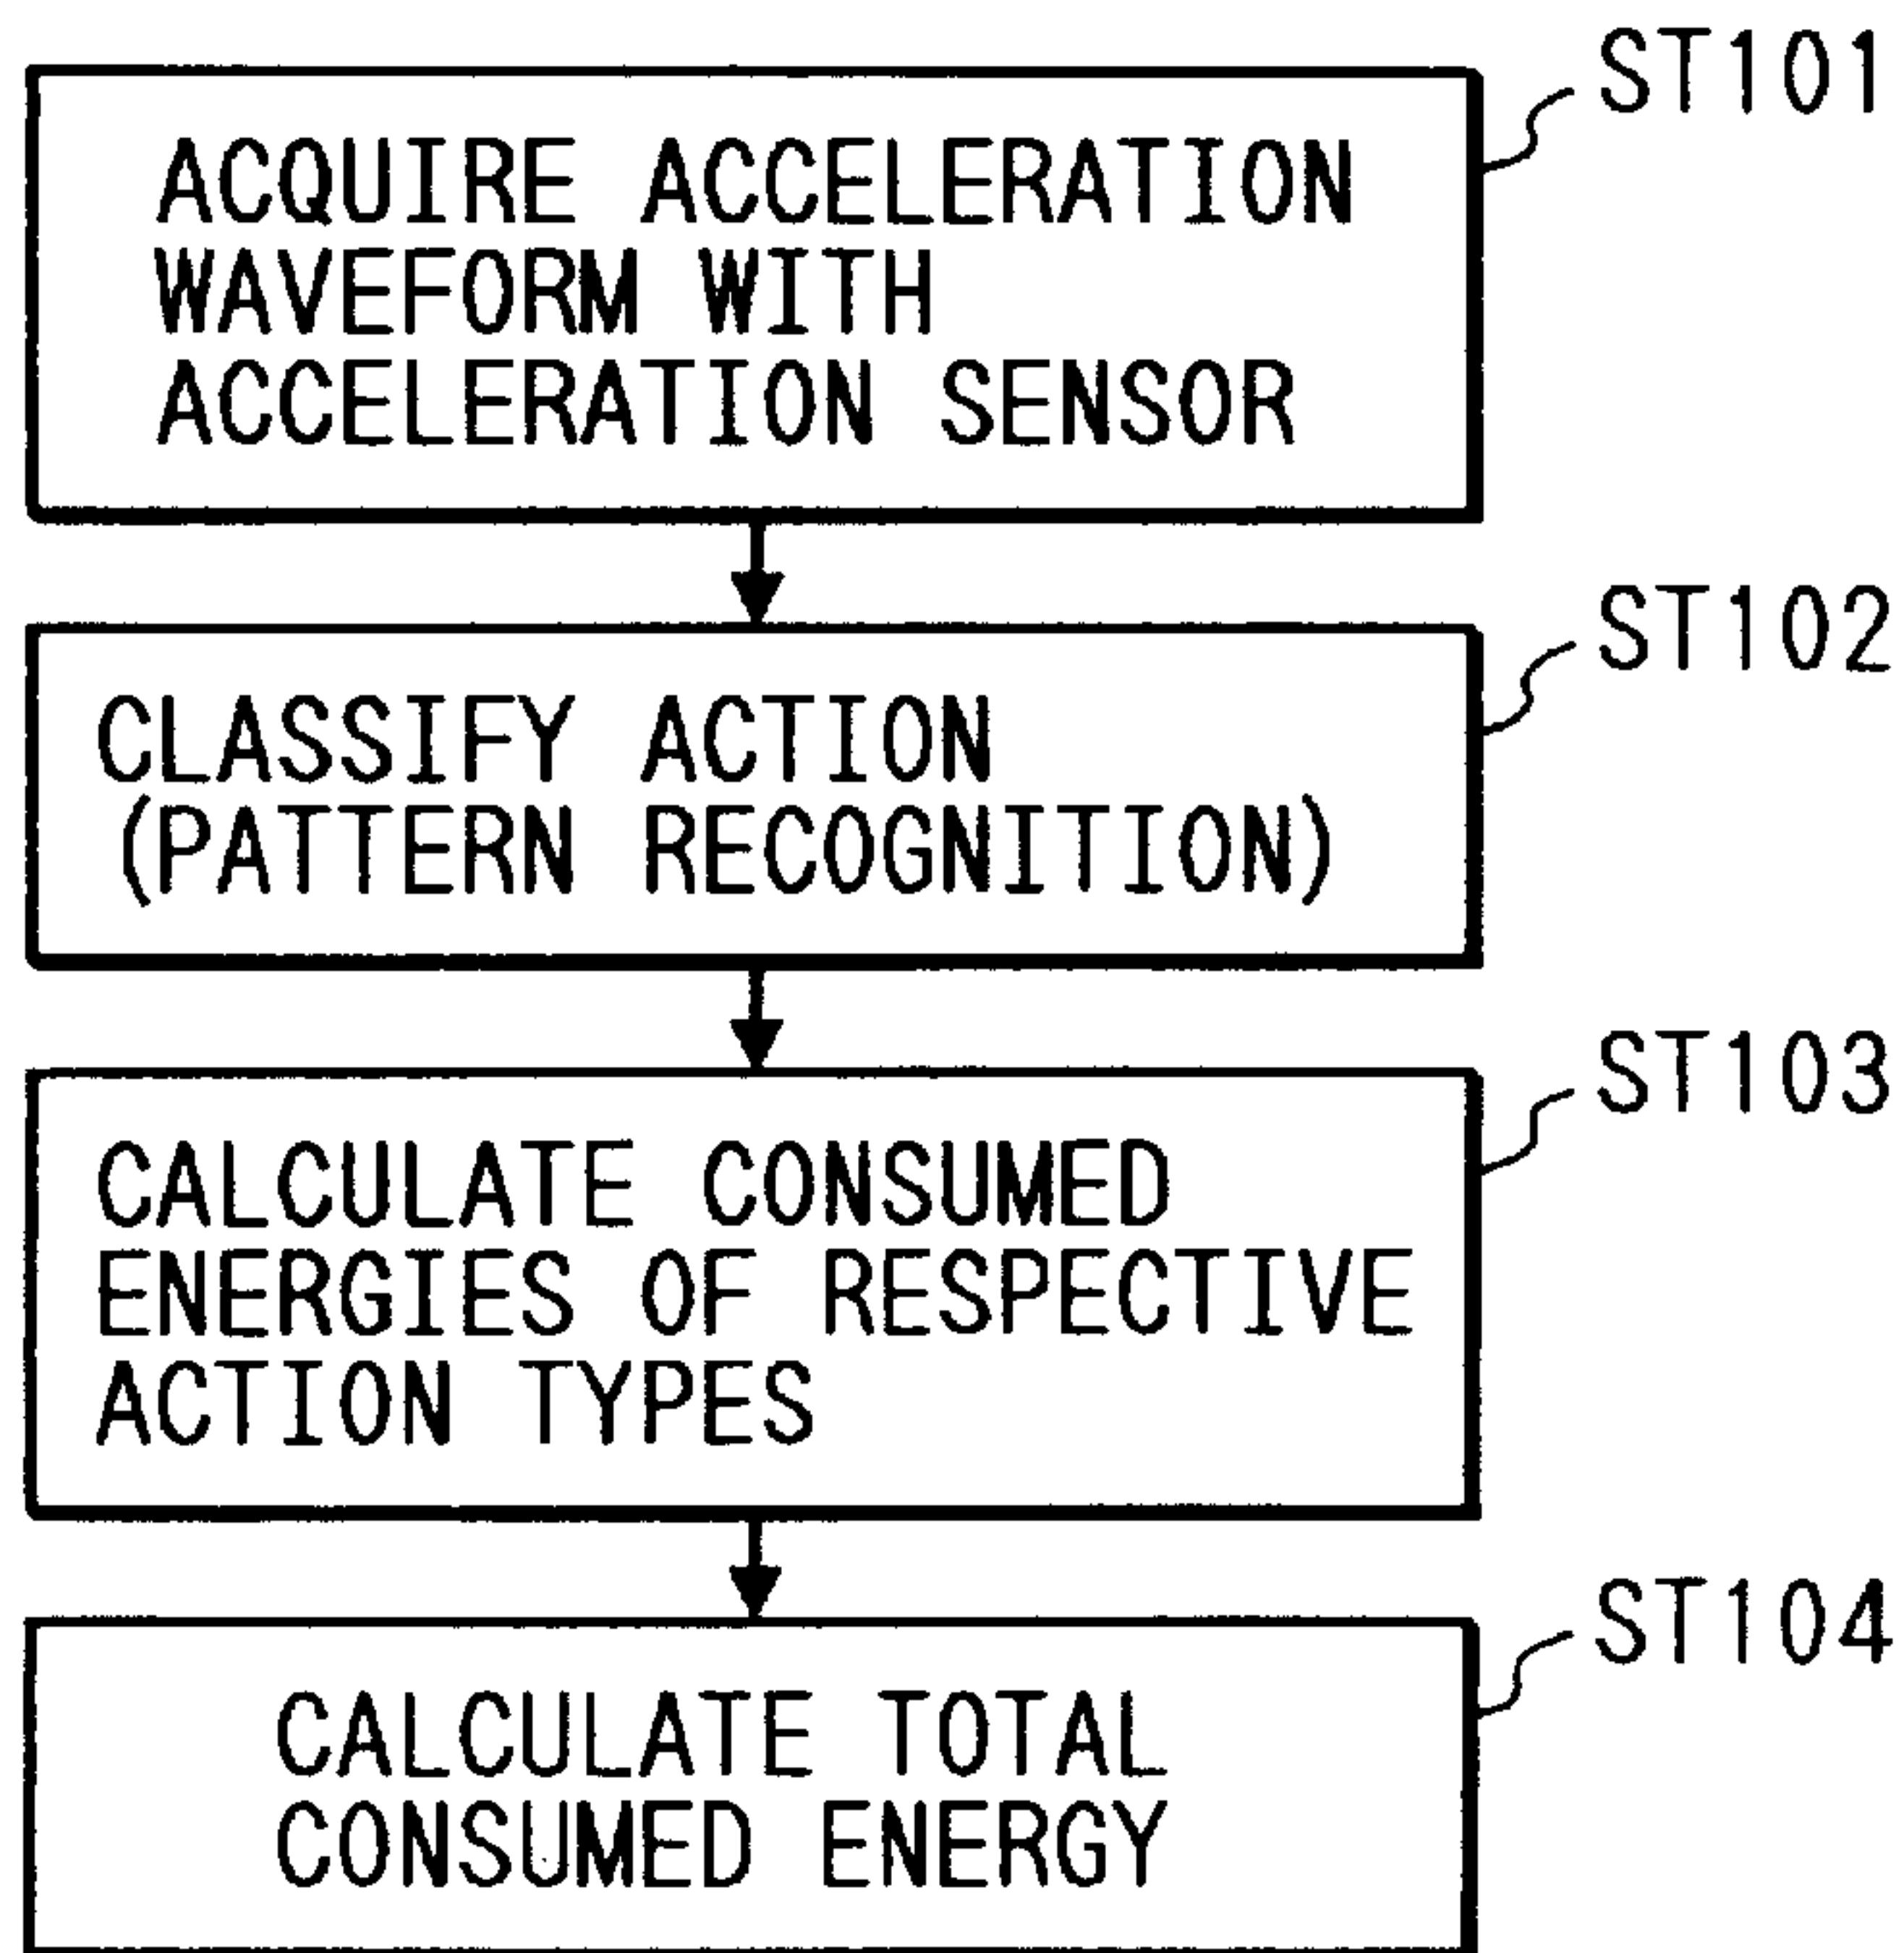 ST101
ACQUIRE ACCELERATION
WAVEFORM WITH
ACCELERATION SENSOR
ST102
CLASSIFY ACTION
(PATTERN RECOGNITION)
ST103
CALCULATE CONSUMED
ENERGIES OF RESPECTIVE
ACTION TYPES
ST104
CALCULATE TOTAL
CONSUMED ENERGY